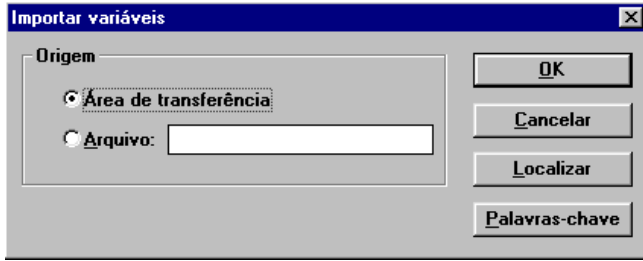 Importar variáveis
Origem
Área de transferência
Arquivo:
OK
Cancelar
Localizar
Palavras-chave